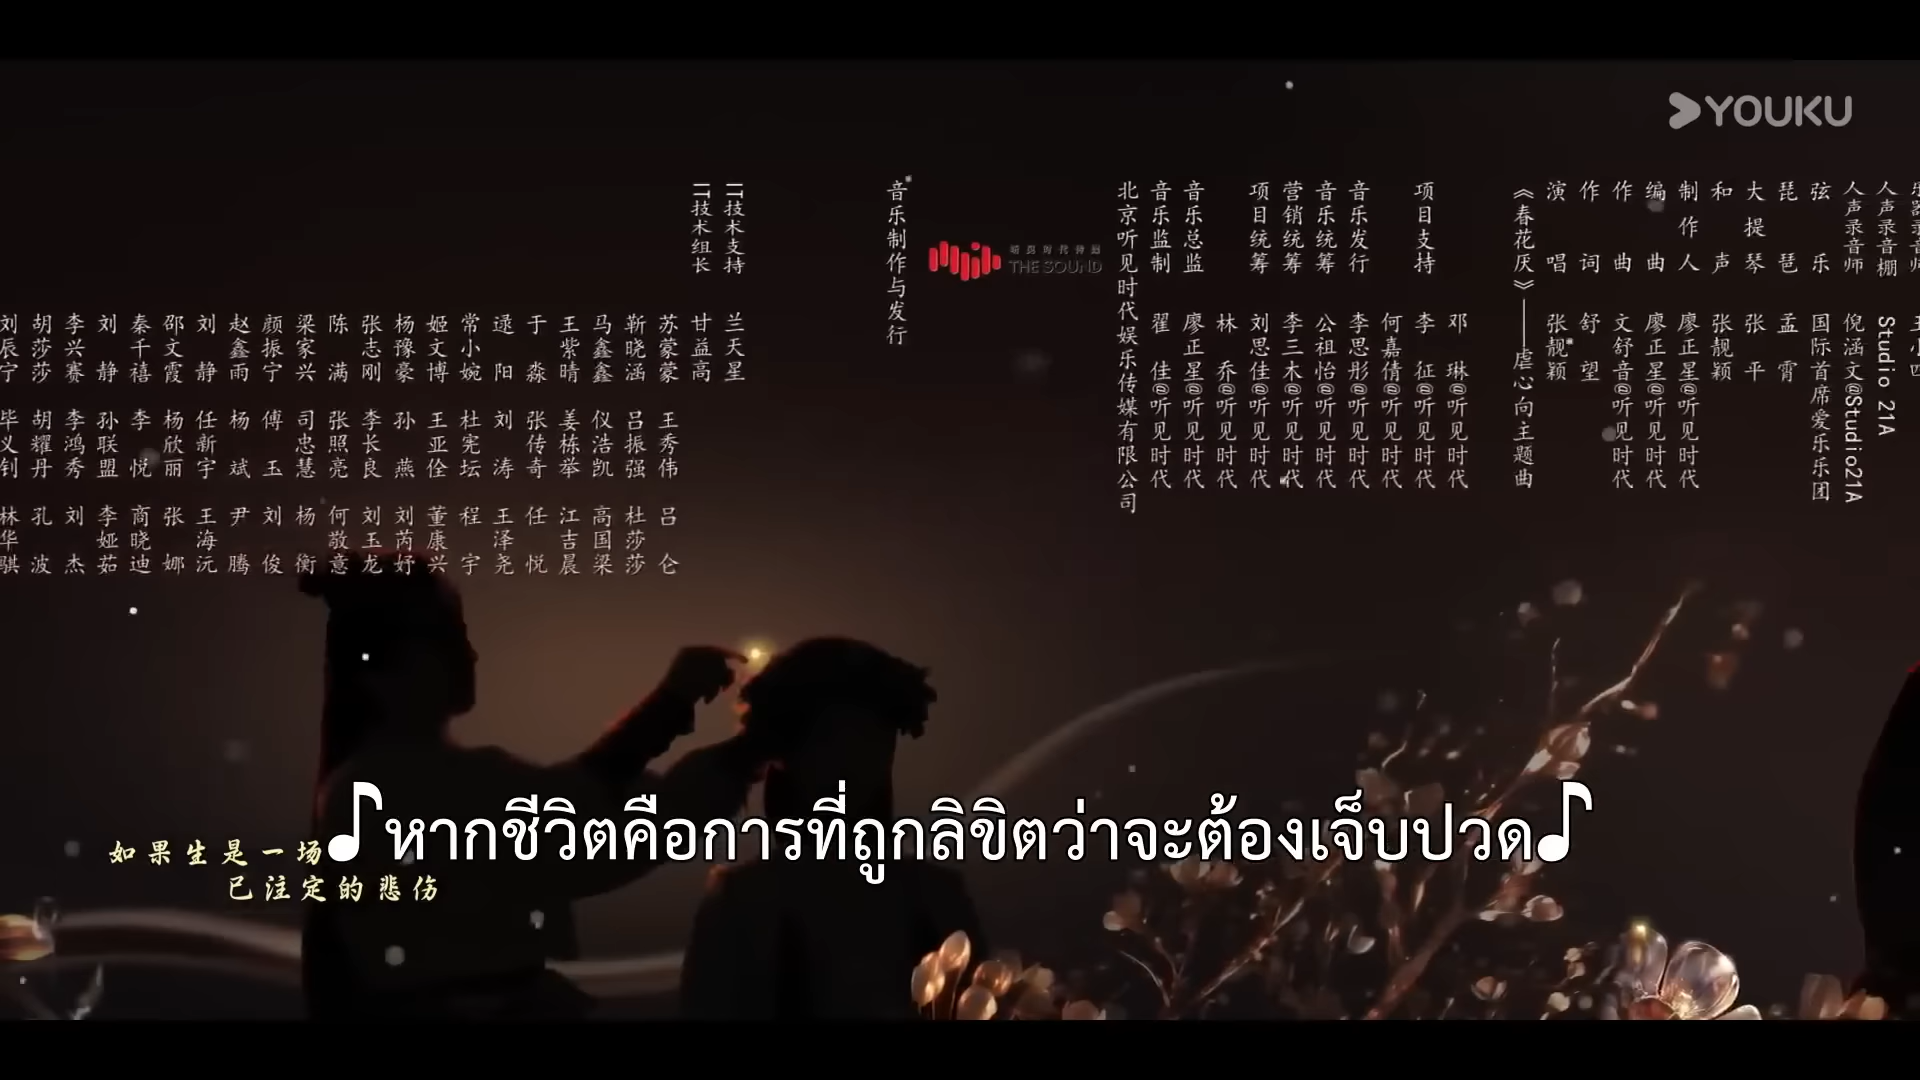 YOUKU
胡莎莎 胡耀丹 孔波
李兴赛 李鸿秀 刘杰
刘静 孙联盟 李娅茹
秦千禧 李悦 商晓迪
邵文霞 杨欣丽 张娜
刘静 任新宇 王海沅
赵鑫雨 杨斌 尹腾
颜振宁 傅玉 刘俊
梁家兴 司忠慧 杨衡
陈满 张照亮 何敬意
张志刚 李长良 刘玉龙
杨豫豪 孙燕 刘芮妤
姬文博 王亚佺 董康兴
常小婉 杜宪坛 程宇
逯阳 刘涛 王泽尧
于淼 张传奇 任悦
王紫晴 姜栋举 江吉晨
马鑫鑫 仪浩凯 高国梁
靳晓涵 吕振强 杜莎莎
苏蒙蒙 王秀伟 吕仑
IT技术组长 甘益高
IT技术支持 兰天星
音乐制作与发行
THE SOUND
北京听见时代娱乐传媒有限公司
音乐监制 翟佳@听见时代
音乐总监 廖正星@听见时代
林乔@听见时代
项目统筹 刘思佳@听见时代
营销统筹 李三木@听见时代
音乐统筹 公祖怡@听见时代
音乐发行 李思彤@听见时代
何嘉倩@听见时代
项目支持 李征@听见时代
邓琳@听见时代
《春花厌》——虐心向主题曲
演唱 张靓颖
作词 舒望
作曲 文舒音@听见时代
编曲 廖正星@听见时代
制作人 廖正星@听见时代
和声 张靓颖
大提琴 张平
琵琶 孟霄
弦乐 国际首席爱乐乐团
人声录音师 倪涵文@Studio21A
人声录音棚 Studio 21A
如果生是一场
已注定的悲伤
♪หากชีวิตคือการที่ถูกลิขิตว่าจะต้องเจ็บปวด♪